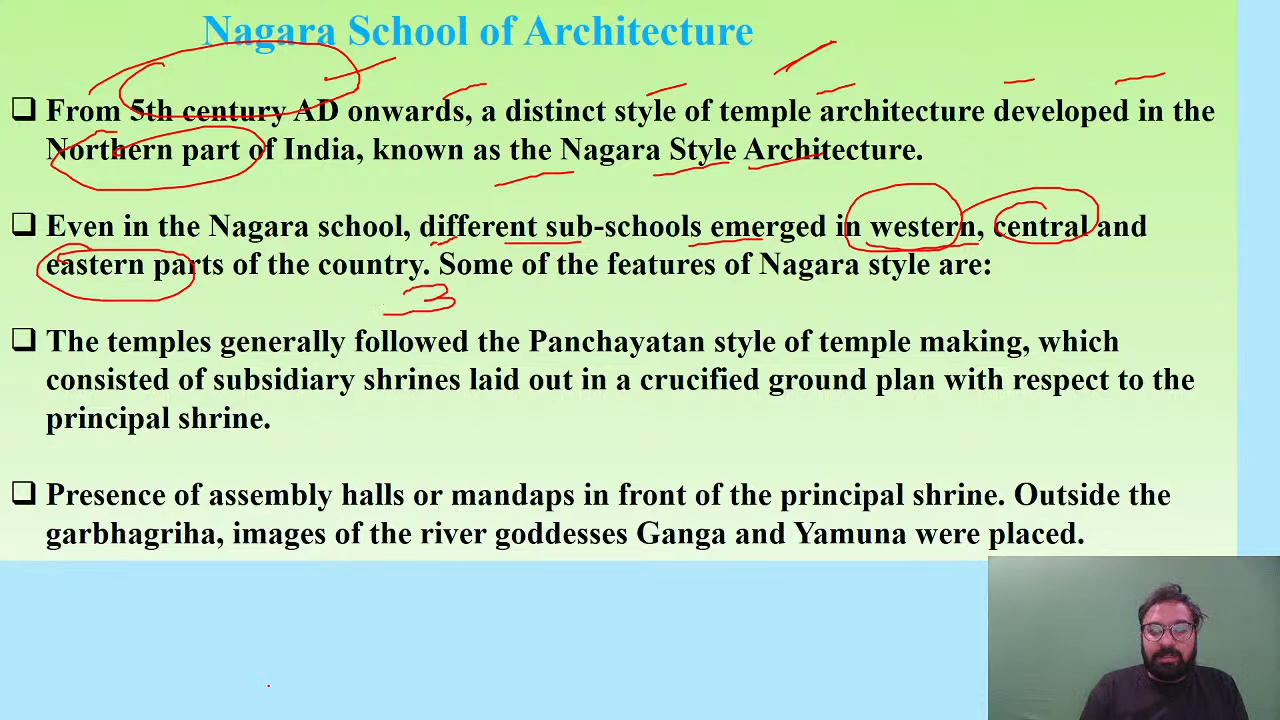 Nagara School of Architecture
From 5th century AD onwards, a distinct style of temple architecture developed in the
Northern part of India, known as the Nagara Style Architecture.
Even in the Nagara school, different sub-schools emerged in western, central and
eastern parts of the country. Some of the features of Nagara style are:
3
The temples generally followed the Panchayatan style of temple making, which
consisted of subsidiary shrines laid out in a crucified ground plan with respect to the
principal shrine.
Presence of assembly halls or mandaps in front of the principal shrine. Outside the
garbhagriha, images of the river goddesses Ganga and Yamuna were placed.